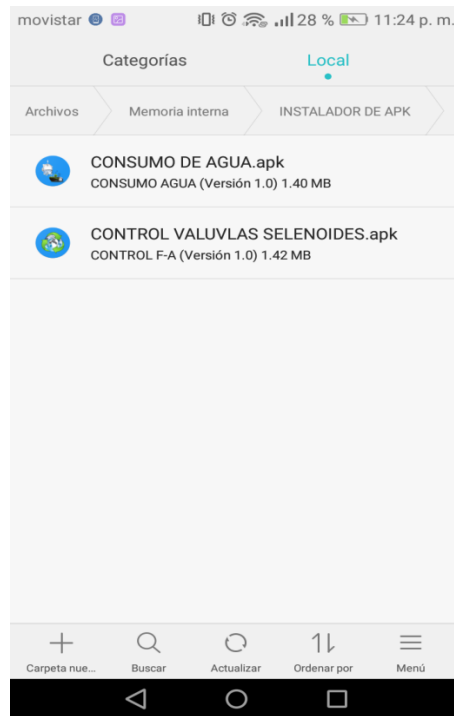 movistar 28 % 11:24 p. m.
Categorías Local
Archivos Memoria interna INSTALADOR DE APK
CONSUMO DE AGUA.apk
CONSUMO AGUA (Versión 1.0) 1.40 MB
CONTROL VALUVLAS SELENOIDES.apk
CONTROL F-A (Versión 1.0) 1.42 MB
Carpeta nue... Buscar Actualizar Ordenar por Menú